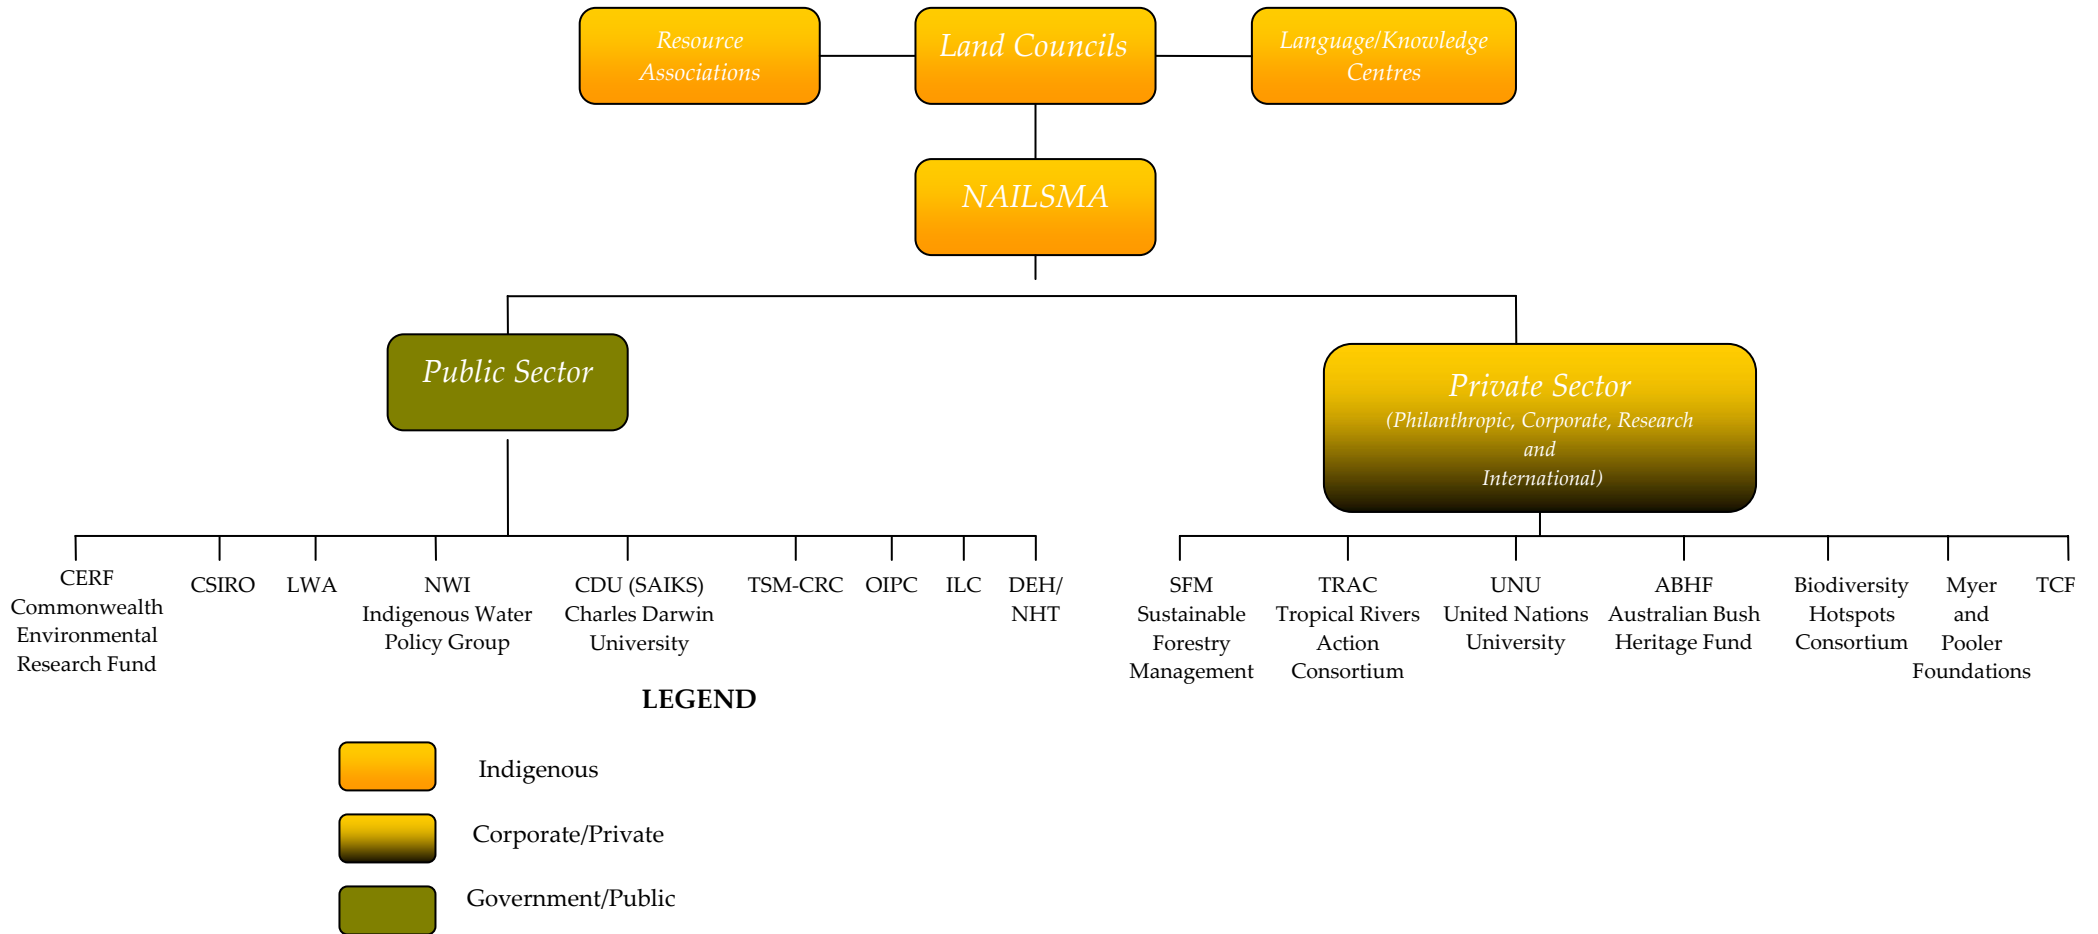 Resource
Associations
Land Councils
Language/Knowledge
Centres
NAILSMA
Public Sector
Private Sector
(Philanthropic, Corporate, Research
and
International)
CERF
Commonwealth
Environmental
Research Fund
CSIRO
LWA
NWI
Indigenous Water
Policy Group
CDU (SAIKS)
Charles Darwin
University
TSM-CRC
OIPC
ILC
DEH/
NHT
SFM
Sustainable
Forestry
Management
TRAC
Tropical Rivers
Action
Consortium
UNU
United Nations
University
ABHF
Australian Bush
Heritage Fund
Biodiversity
Hotspots
Consortium
Myer
and
Pooler
Foundations
TCF
LEGEND
Indigenous
Corporate/Private
Government/Public